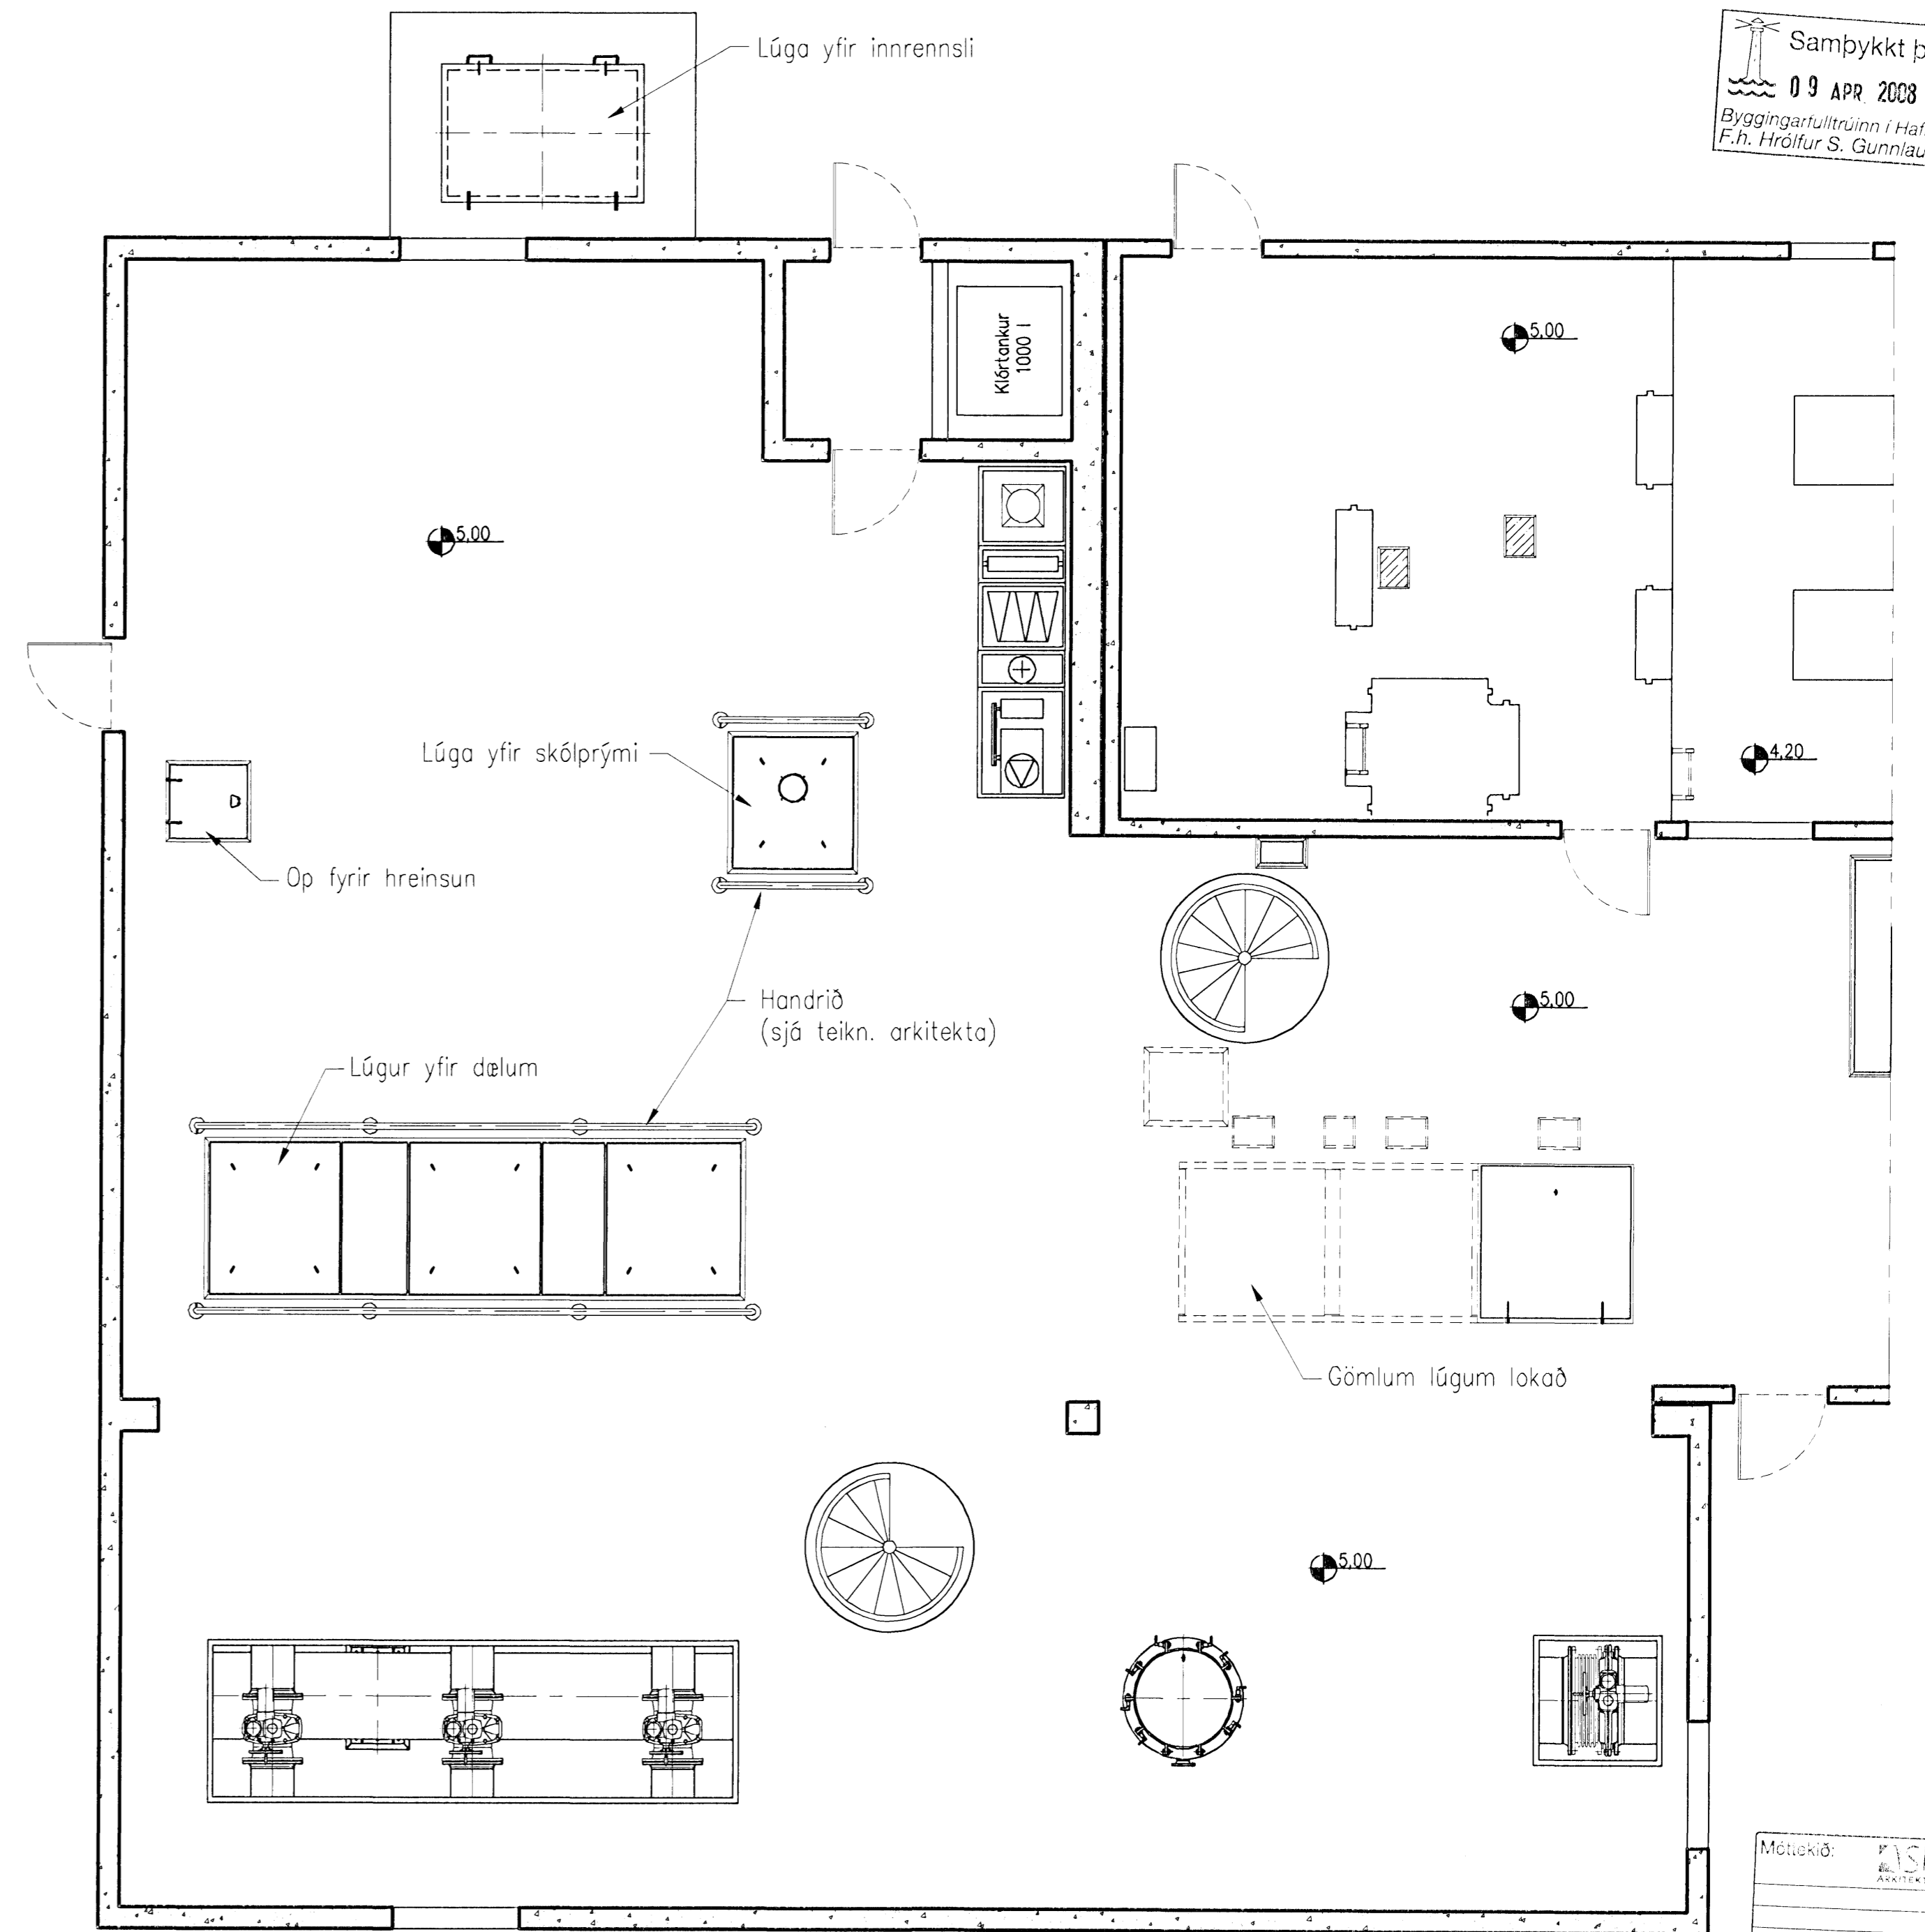 Lúga yfir innrennsli
Samþykkt þ
09 APR. 2008
Byggingarfulltrúinn í Haf
F.h. Hrólfur S. Gunnlau
Klórtankur
1000 l
5,00
5,00
Lúga yfir skólprými
4,20
Op fyrir hreinsun
Handrið
(sjá teikn. arkitekta)
5,00
Lúgur yfir dælum
Gömlum lúgum lokað
5,00
Móttekið:
ARKITEKT